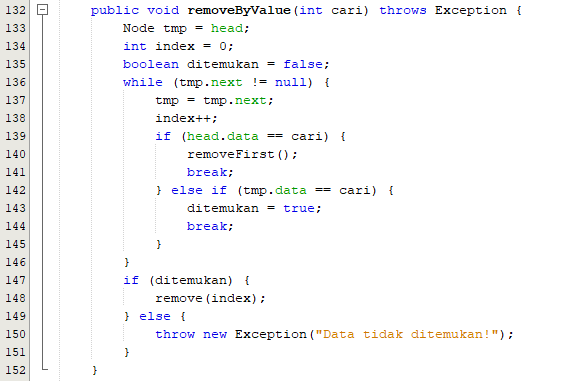 132 public void removeByValue(int cari) throws Exception {
133 Node tmp = head;
134 int index = 0;
135 boolean ditemukan = false;
136 while (tmp.next != null) {
137 tmp = tmp.next;
138 index++;
139 if (head.data == cari) {
140 removeFirst();
141 break;
142 } else if (tmp.data == cari) {
143 ditemukan = true;
144 break;
145 }
146 }
147 if (ditemukan) {
148 remove(index);
149 } else {
150 throw new Exception("Data tidak ditemukan!");
151 }
152 }